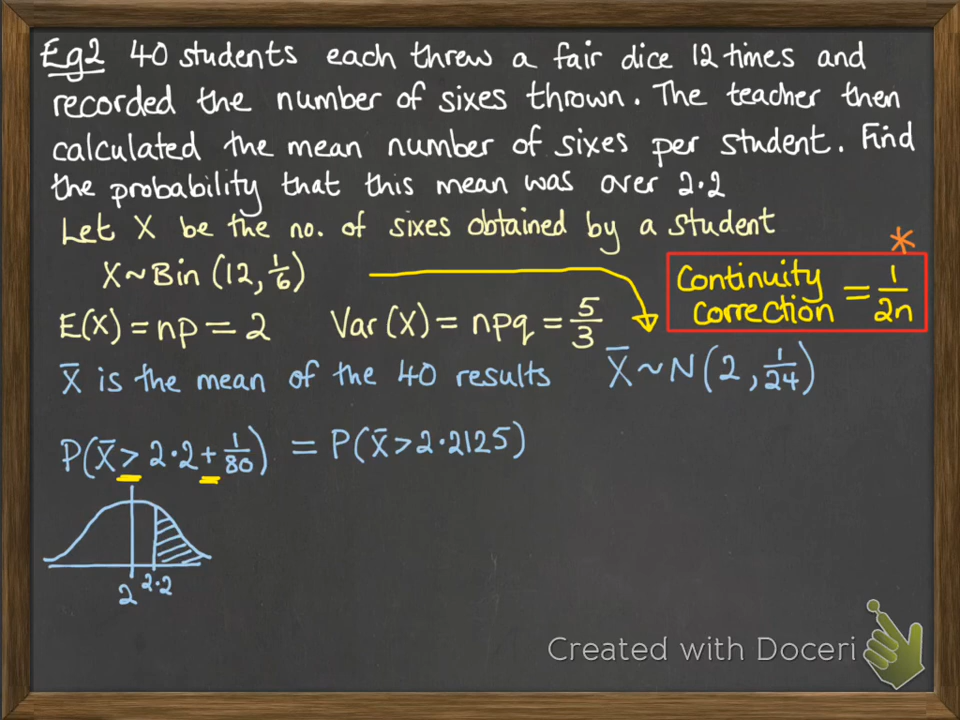 Eg2 40 students each threw a fair dice 12 times and
recorded the number of sixes thrown. The teacher then
calculated the mean number of sixes per student. Find
the probability that this mean was over 2·2
Let X be the no. of sixes obtained by a student
X~Bin (12, 1/6)
*
Continuity correction = 1/2n
E(X) = np = 2 Var(X) = npq = 5/3
X̄ is the mean of the 40 results X̄~N(2, 1/24)
P(X̄ > 2·2 + 1/80) = P(X̄ > 2·2125)
2 2·2
Created with Doceri